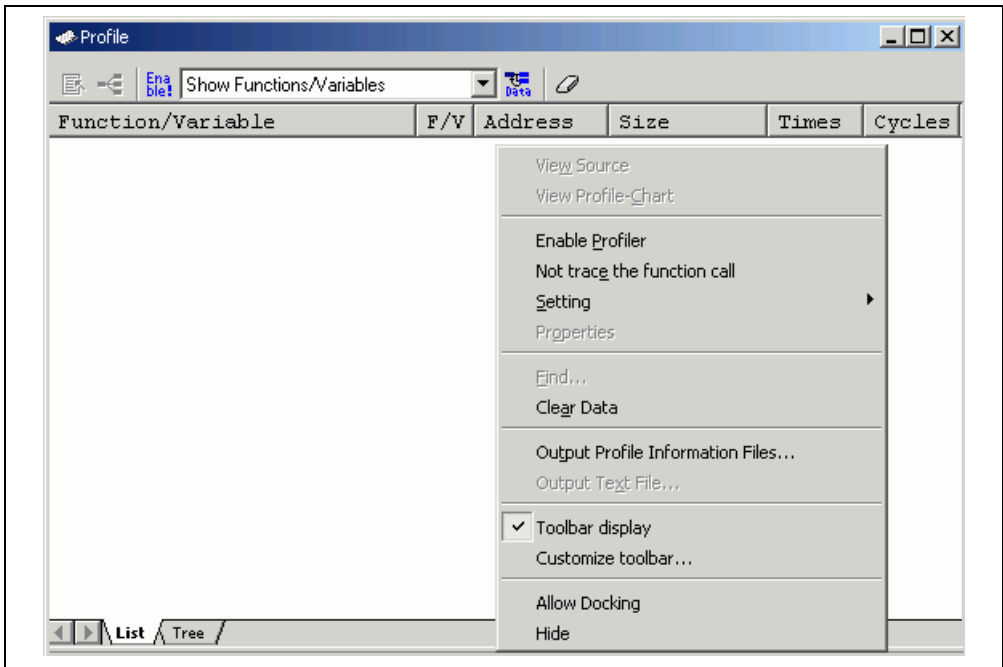 Profile
Ena
ble!
Show Functions/Variables
Data
Function/Variable F/V Address Size Times Cycles
View Source
View Profile-Chart
Enable Profiler
Not trace the function call
Setting
Properties
Find...
Clear Data
Output Profile Information Files...
Output Text File...
Toolbar display
Customize toolbar...
Allow Docking
Hide
List Tree